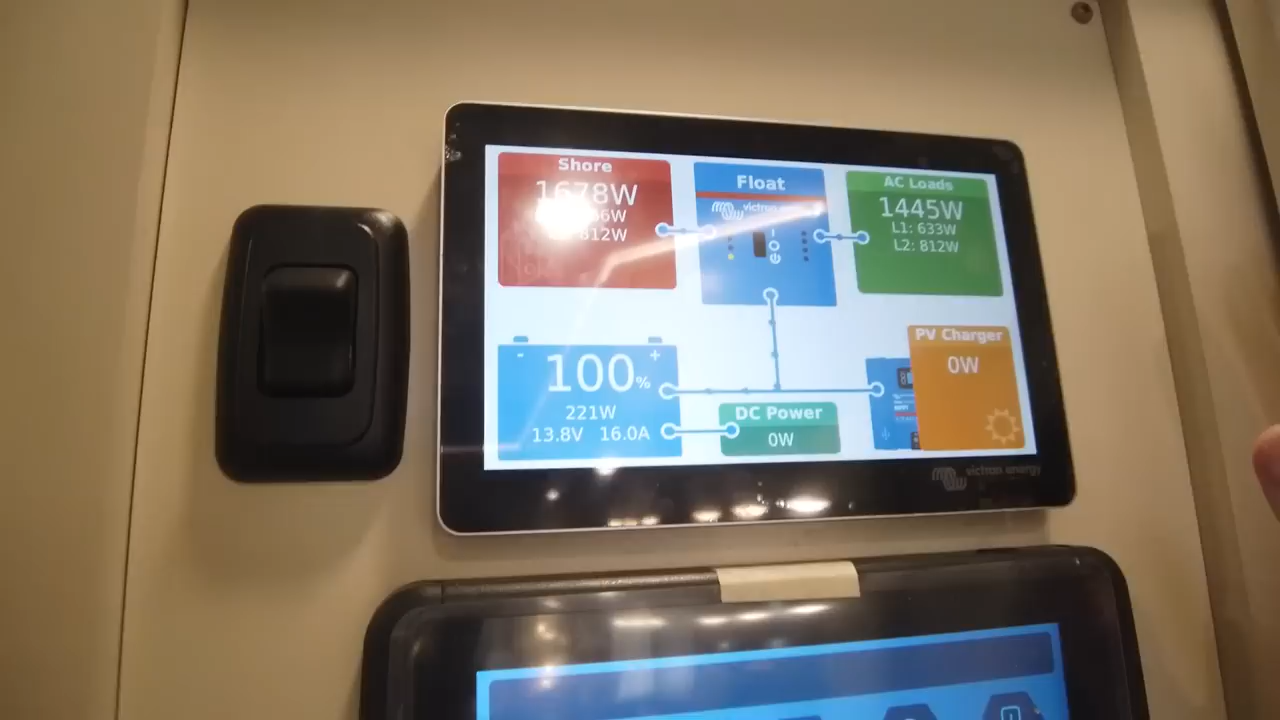 Shore
1678W
812W
Float
victron energy
AC Loads
1445W
L1: 633W
L2: 812W
100%
- +
221W
13.8V 16.0A
DC Power
0W
PV Charger
0W
victron energy